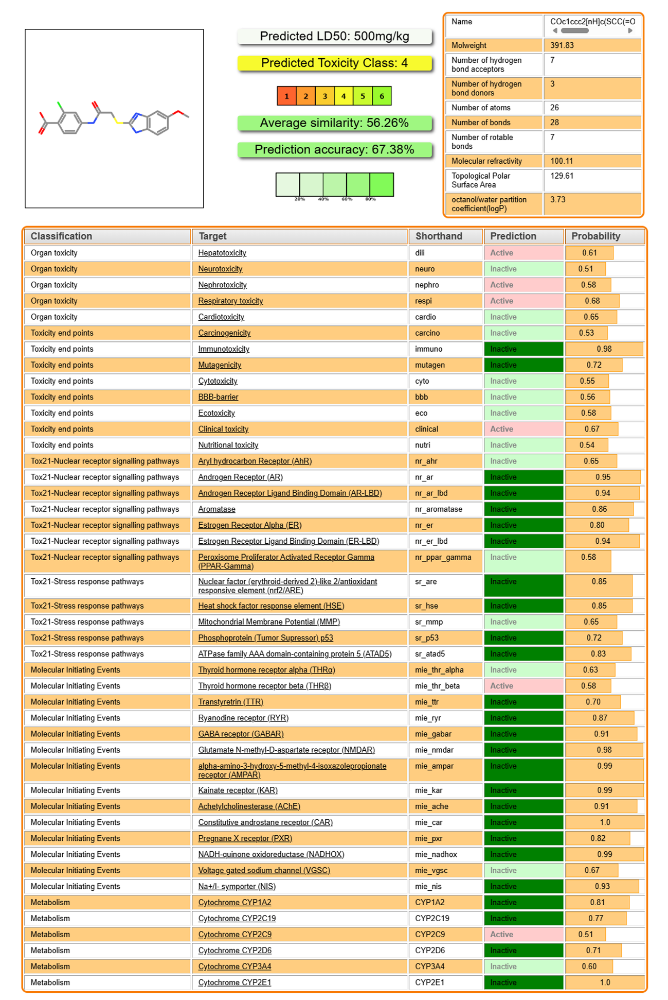 Predicted LD50: 500mg/kg
Predicted Toxicity Class: 4
1 2 3 4 5 6
Average similarity: 56.26%
Prediction accuracy: 67.38%
20% 40% 60% 80%
Name COc1ccc2[nH]c(SCC(=O
Molweight 391.83
Number of hydrogen
bond acceptors 7
Number of hydrogen
bond donors 3
Number of atoms 26
Number of bonds 28
Number of rotable
bonds 7
Molecular refractivity 100.11
Topological Polar
Surface Area 129.61
octanol/water partition
coefficient(logP) 3.73
Classification Target Shorthand Prediction Probability
Organ toxicity Hepatotoxicity dili Active 0.61
Organ toxicity Neurotoxicity neuro Inactive 0.51
Organ toxicity Nephrotoxicity nephro Active 0.58
Organ toxicity Respiratory toxicity respi Active 0.68
Organ toxicity Cardiotoxicity cardio Inactive 0.65
Toxicity end points Carcinogenicity carcino Inactive 0.53
Toxicity end points Immunotoxicity immuno Inactive 0.98
Toxicity end points Mutagenicity mutagen Inactive 0.72
Toxicity end points Cytotoxicity cyto Inactive 0.55
Toxicity end points BBB-barrier bbb Inactive 0.56
Toxicity end points Ecotoxicity eco Inactive 0.58
Toxicity end points Clinical toxicity clinical Active 0.67
Toxicity end points Nutritional toxicity nutri Inactive 0.54
Tox21-Nuclear receptor signalling pathways Aryl hydrocarbon Receptor (AhR) nr_ahr Inactive 0.65
Tox21-Nuclear receptor signalling pathways Androgen Receptor (AR) nr_ar Inactive 0.95
Tox21-Nuclear receptor signalling pathways Androgen Receptor Ligand Binding Domain (AR-LBD) nr_ar_lbd Inactive 0.94
Tox21-Nuclear receptor signalling pathways Aromatase nr_aromatase Inactive 0.86
Tox21-Nuclear receptor signalling pathways Estrogen Receptor Alpha (ER) nr_er Inactive 0.80
Tox21-Nuclear receptor signalling pathways Estrogen Receptor Ligand Binding Domain (ER-LBD) nr_er_lbd Inactive 0.94
Tox21-Nuclear receptor signalling pathways Peroxisome Proliferator Activated Receptor Gamma
(PPAR-Gamma) nr_ppar_gamma Inactive 0.58
Tox21-Stress response pathways Nuclear factor (erythroid-derived 2)-like 2/antioxidant
responsive element (nrf2/ARE) sr_are Inactive 0.85
Tox21-Stress response pathways Heat shock factor response element (HSE) sr_hse Inactive 0.85
Tox21-Stress response pathways Mitochondrial Membrane Potential (MMP) sr_mmp Inactive 0.65
Tox21-Stress response pathways Phosphoprotein (Tumor Supressor) p53 sr_p53 Inactive 0.72
Tox21-Stress response pathways ATPase family AAA domain-containing protein 5 (ATAD5) sr_atad5 Inactive 0.83
Molecular Initiating Events Thyroid hormone receptor alpha (THRα) mie_thr_alpha Inactive 0.63
Molecular Initiating Events Thyroid hormone receptor beta (THRβ) mie_thr_beta Active 0.58
Molecular Initiating Events Transtyretrin (TTR) mie_ttr Inactive 0.70
Molecular Initiating Events Ryanodine receptor (RYR) mie_ryr Inactive 0.87
Molecular Initiating Events GABA receptor (GABAR) mie_gabar Inactive 0.91
Molecular Initiating Events Glutamate N-methyl-D-aspartate receptor (NMDAR) mie_nmdar Inactive 0.98
Molecular Initiating Events alpha-amino-3-hydroxy-5-methyl-4-isoxazolepropionate
receptor (AMPAR) mie_ampar Inactive 0.99
Molecular Initiating Events Kainate receptor (KAR) mie_kar Inactive 0.99
Molecular Initiating Events Achetylcholinesterase (AChE) mie_ache Inactive 0.91
Molecular Initiating Events Constitutive androstane receptor (CAR) mie_car Inactive 1.0
Molecular Initiating Events Pregnane X receptor (PXR) mie_pxr Inactive 0.82
Molecular Initiating Events NADH-quinone oxidoreductase (NADHOX) mie_nadhox Inactive 0.99
Molecular Initiating Events Voltage gated sodium channel (VGSC) mie_vgsc Inactive 0.67
Molecular Initiating Events Na+/I- symporter (NIS) mie_nis Inactive 0.93
Metabolism Cytochrome CYP1A2 CYP1A2 Inactive 0.81
Metabolism Cytochrome CYP2C19 CYP2C19 Inactive 0.77
Metabolism Cytochrome CYP2C9 CYP2C9 Active 0.51
Metabolism Cytochrome CYP2D6 CYP2D6 Inactive 0.71
Metabolism Cytochrome CYP3A4 CYP3A4 Inactive 0.60
Metabolism Cytochrome CYP2E1 CYP2E1 Inactive 1.0